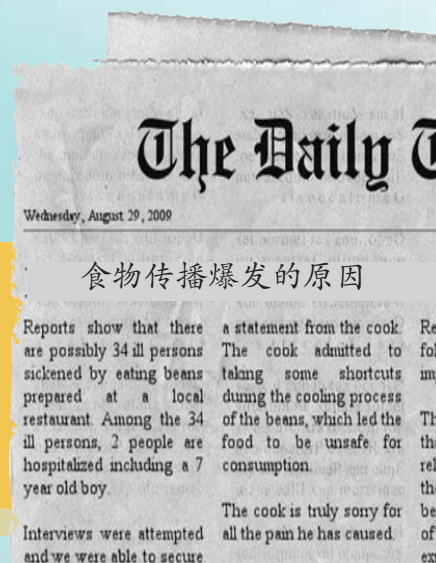 The Daily
Wednesday, August 29, 2009
食物传播爆发的原因
Reports show that there
are possibly 34 ill persons
sickened by eating beans
prepared at a local
restaurant. Among the 34
ill persons, 2 people are
hospitalized including a 7
year old boy.
Interviews were attempted
and we were able to secure
a statement from the cook.
The cook admitted to
taking some shortcuts
during the cooling process
of the beans, which led the
food to be unsafe for
consumption.
The cook is truly sorry for
all the pain he has caused.